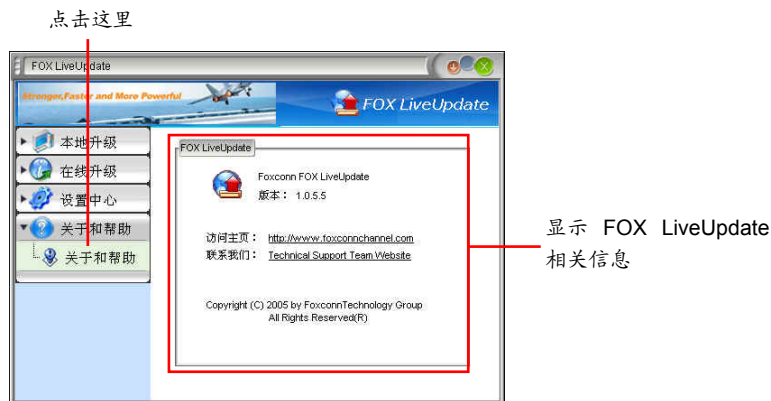 点击这里
FOX LiveUpdate
Stronger,Faster and More Powerful
FOX LiveUpdate
本地升级
在线升级
设置中心
关于和帮助
关于和帮助
FOX LiveUpdate
Foxconn FOX LiveUpdate
版本： 1.0.5.5
访问主页： http://www.foxconnchannel.com
联系我们： Technical Support Team Website
Copyright (C) 2005 by FoxconnTechnology Group
All Rights Reserved(R)
显示 FOX LiveUpdate
相关信息